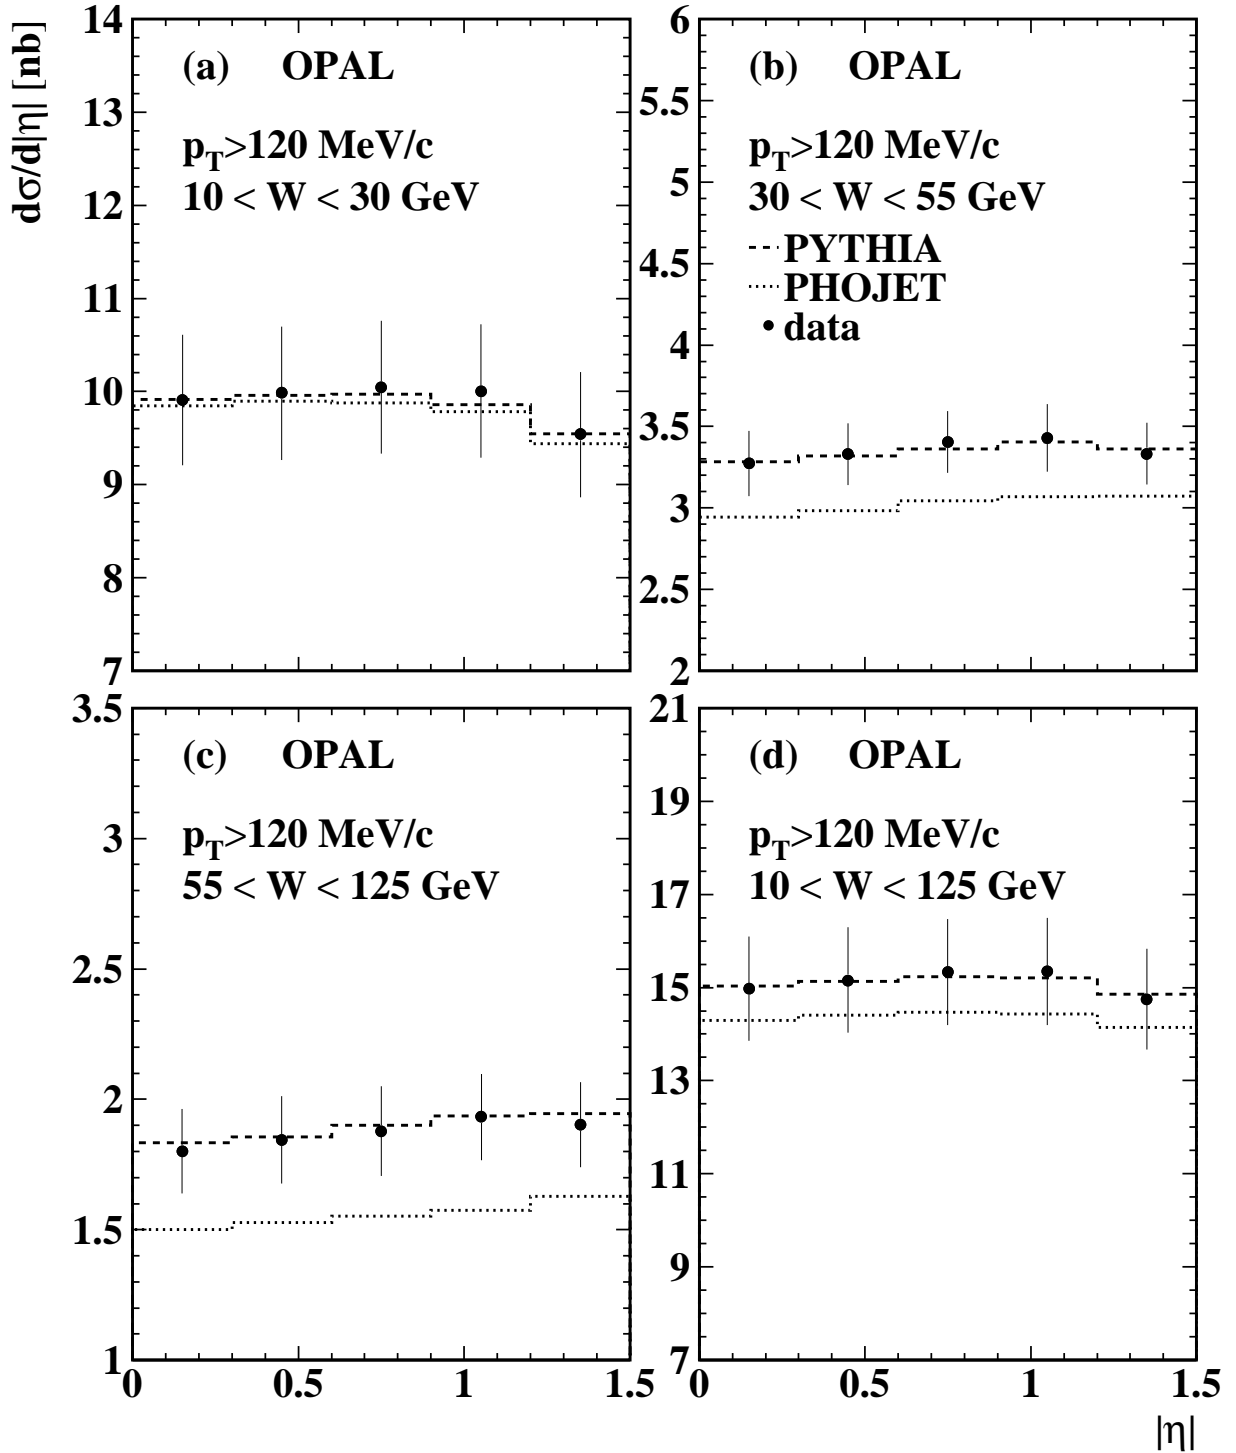 dσ/d|η| [nb]
14
13
12
11
10
9
8
7
(a) OPAL
p_T>120 MeV/c
10 < W < 30 GeV
6
5.5
5
4.5
4
3.5
3
2.5
2
(b) OPAL
p_T>120 MeV/c
30 < W < 55 GeV
PYTHIA
PHOJET
data
3.5
3
2.5
2
1.5
1
(c) OPAL
p_T>120 MeV/c
55 < W < 125 GeV
0 0.5 1 1.5
21
19
17
15
13
11
9
7
(d) OPAL
p_T>120 MeV/c
10 < W < 125 GeV
0 0.5 1 1.5
|η|